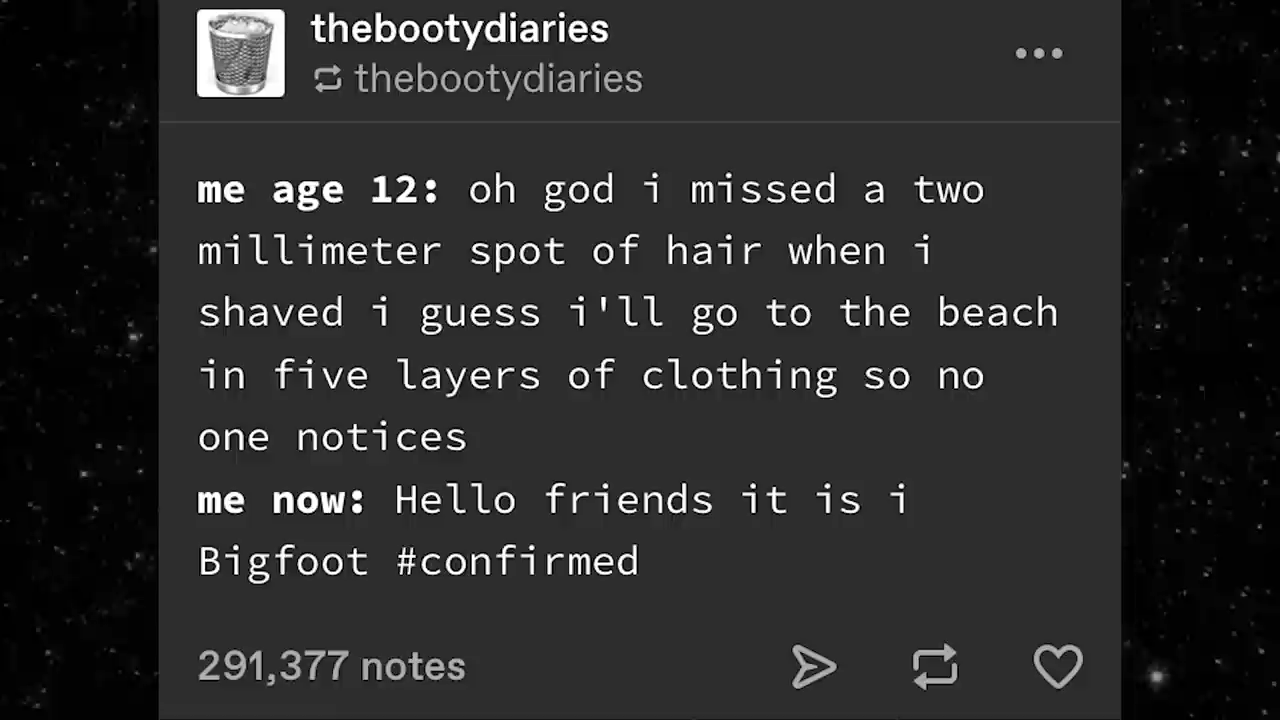 thebootydiaries
thebootydiaries
me age 12: oh god i missed a two
millimeter spot of hair when i
shaved i guess i'll go to the beach
in five layers of clothing so no
one notices
me now: Hello friends it is i
Bigfoot #confirmed
291,377 notes